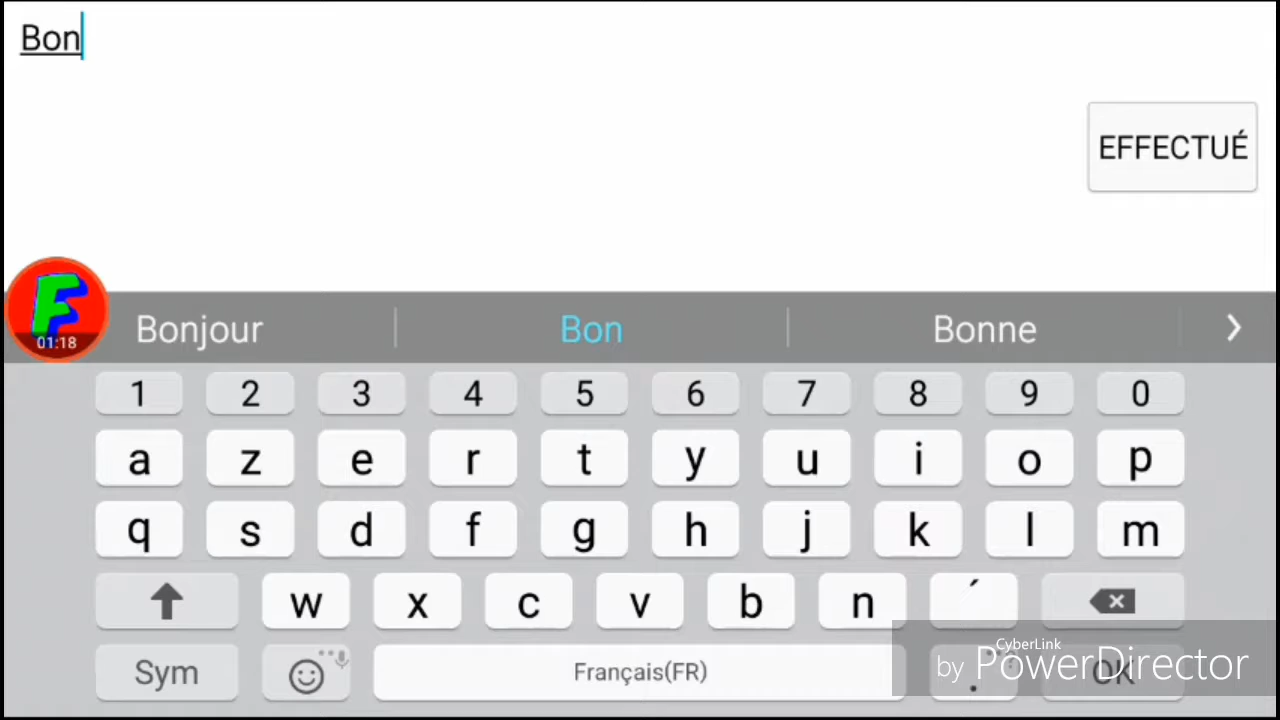 Bon
EFFECTUÉ
F
01:18
Bonjour Bon Bonne
1 2 3 4 5 6 7 8 9 0
a z e r t y u i o p
q s d f g h j k l m
w x c v b n ´
Sym Français(FR) . OK
CyberLink
by PowerDirector